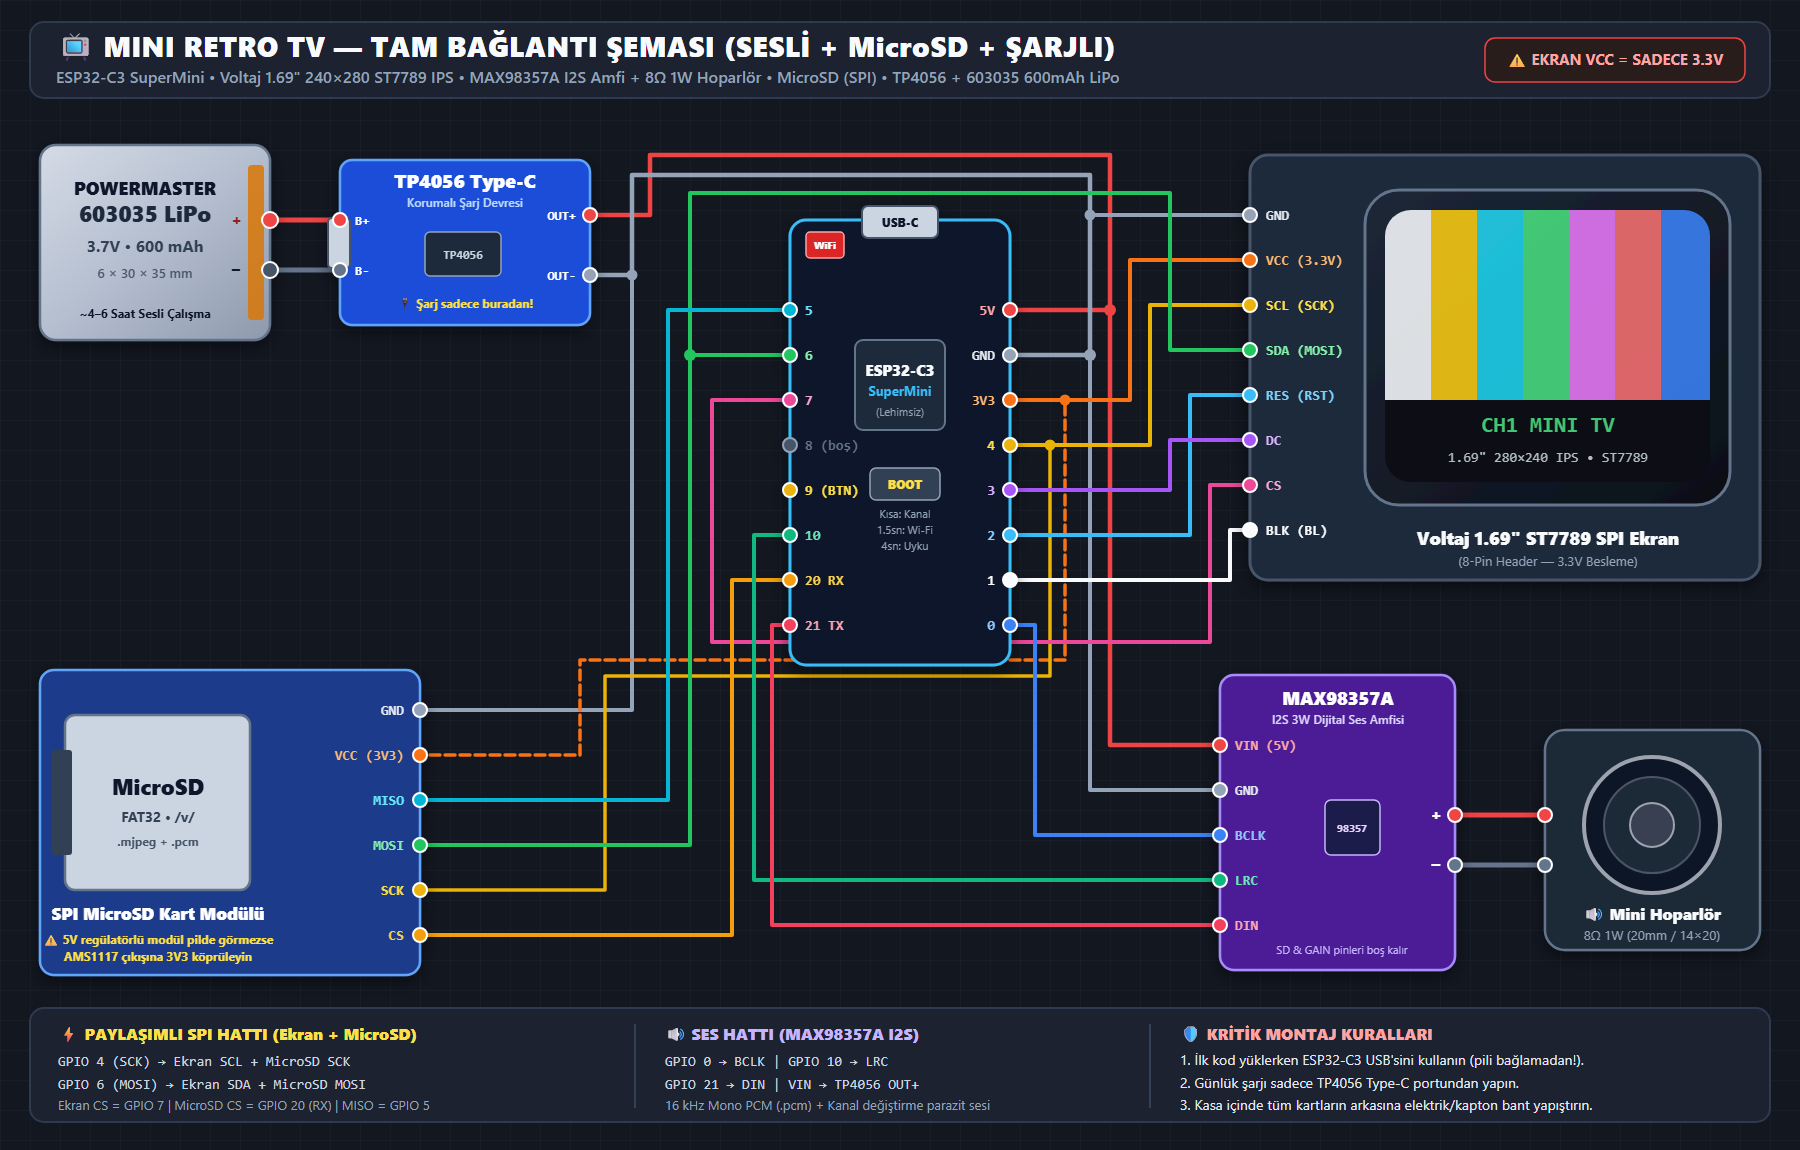 📺 MINI RETRO TV — TAM BAĞLANTI ŞEMASI (SESLİ + MicroSD + ŞARJLI)
ESP32-C3 SuperMini • Voltaj 1.69" 240×280 ST7789 IPS • MAX98357A I2S Amfi + 8Ω 1W Hoparlör • MicroSD (SPI) • TP4056 + 603035 600mAh LiPo
⚠ EKRAN VCC = SADECE 3.3V
POWERMASTER
603035 LiPo
3.7V • 600 mAh
6 × 30 × 35 mm
~4–6 Saat Sesli Çalışma
+
−
TP4056 Type-C
Korumalı Şarj Devresi
B+
B-
TP4056
OUT+
OUT-
Şarj sadece buradan!
USB-C
WiFi
5
6
7
8 (boş)
9 (BTN)
10
20 RX
21 TX
ESP32-C3
SuperMini
(Lehimsiz)
BOOT
Kısa: Kanal
1.5sn: Wi-Fi
4sn: Uyku
5V
GND
3V3
4
3
2
1
0
GND
VCC (3.3V)
SCL (SCK)
SDA (MOSI)
RES (RST)
DC
CS
BLK (BL)
CH1 MINI TV
1.69" 280×240 IPS • ST7789
Voltaj 1.69" ST7789 SPI Ekran
(8-Pin Header — 3.3V Besleme)
MicroSD
FAT32 • /v/
.mjpeg + .pcm
GND
VCC (3V3)
MISO
MOSI
SCK
CS
SPI MicroSD Kart Modülü
⚠ 5V regülatörlü modül pilde görmezse
AMS1117 çıkışına 3V3 köprüleyin
MAX98357A
I2S 3W Dijital Ses Amfisi
VIN (5V)
GND
BCLK
LRC
DIN
98357
+
−
SD & GAIN pinleri boş kalır
🔊 Mini Hoparlör
8Ω 1W (20mm / 14×20)
⚡ PAYLAŞIMLI SPI HATTI (Ekran + MicroSD)
GPIO 4 (SCK) → Ekran SCL + MicroSD SCK
GPIO 6 (MOSI) → Ekran SDA + MicroSD MOSI
Ekran CS = GPIO 7 | MicroSD CS = GPIO 20 (RX) | MISO = GPIO 5
🔊 SES HATTI (MAX98357A I2S)
GPIO 0 → BCLK | GPIO 10 → LRC
GPIO 21 → DIN | VIN → TP4056 OUT+
16 kHz Mono PCM (.pcm) + Kanal değiştirme parazit sesi
🛡 KRİTİK MONTAJ KURALLARI
1. İlk kod yüklerken ESP32-C3 USB'sini kullanın (pili bağlamadan!).
2. Günlük şarjı sadece TP4056 Type-C portundan yapın.
3. Kasa içinde tüm kartların arkasına elektrik/kapton bant yapıştırın.